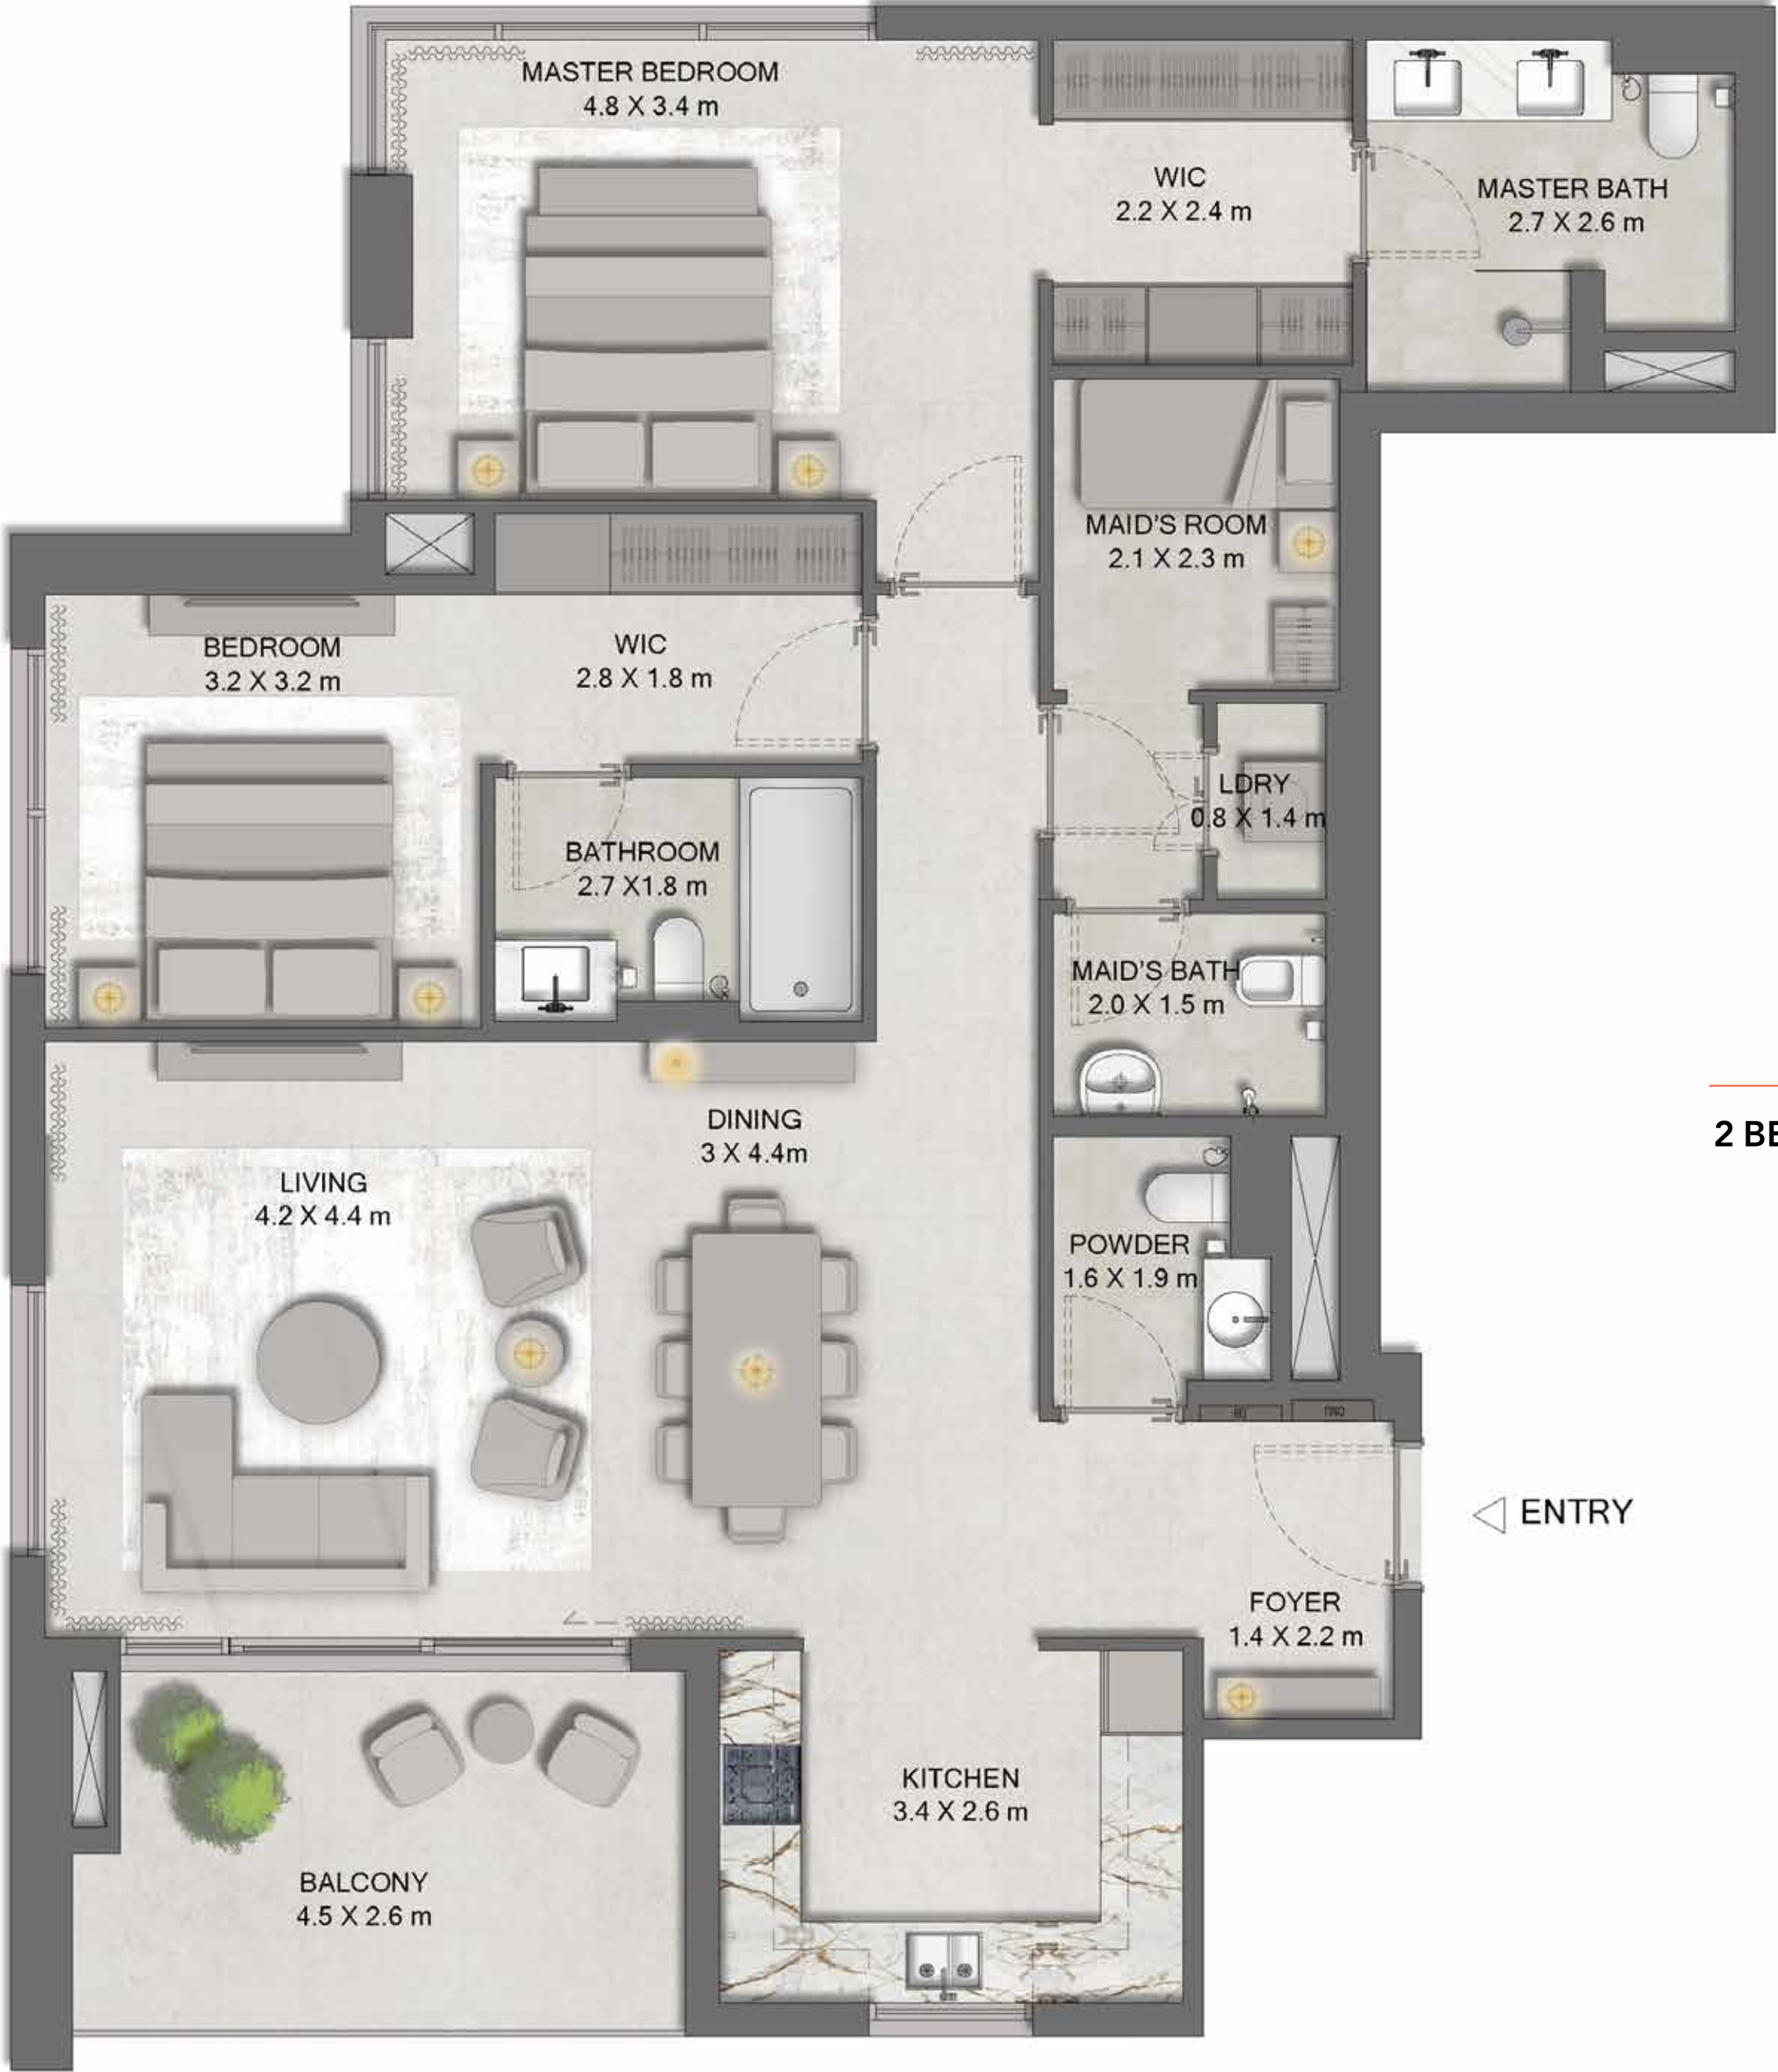 MASTER BEDROOM
4.8 X 3.4 m
WIC
2.2 X 2.4 m
MASTER BATH
2.7 X 2.6 m
MAID'S ROOM
2.1 X 2.3 m
BEDROOM
3.2 X 3.2 m
WIC
2.8 X 1.8 m
LDRY
0.8 X 1.4 m
BATHROOM
2.7 X1.8 m
MAID'S BATH
2.0 X 1.5 m
DINING
3 X 4.4m
2 BE
LIVING
4.2 X 4.4 m
POWDER
1.6 X 1.9 m
ENTRY
FOYER
1.4 X 2.2 m
KITCHEN
3.4 X 2.6 m
BALCONY
4.5 X 2.6 m